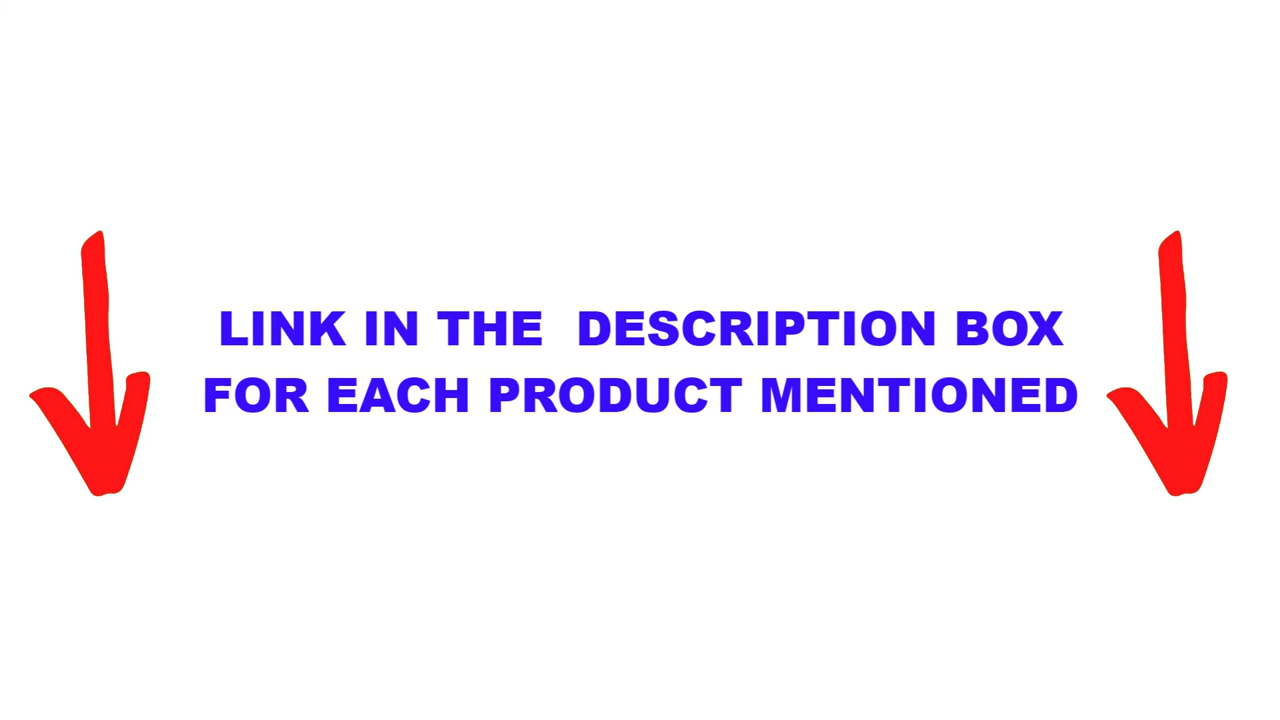 LINK IN THE  DESCRIPTION BOX
FOR EACH PRODUCT MENTIONED